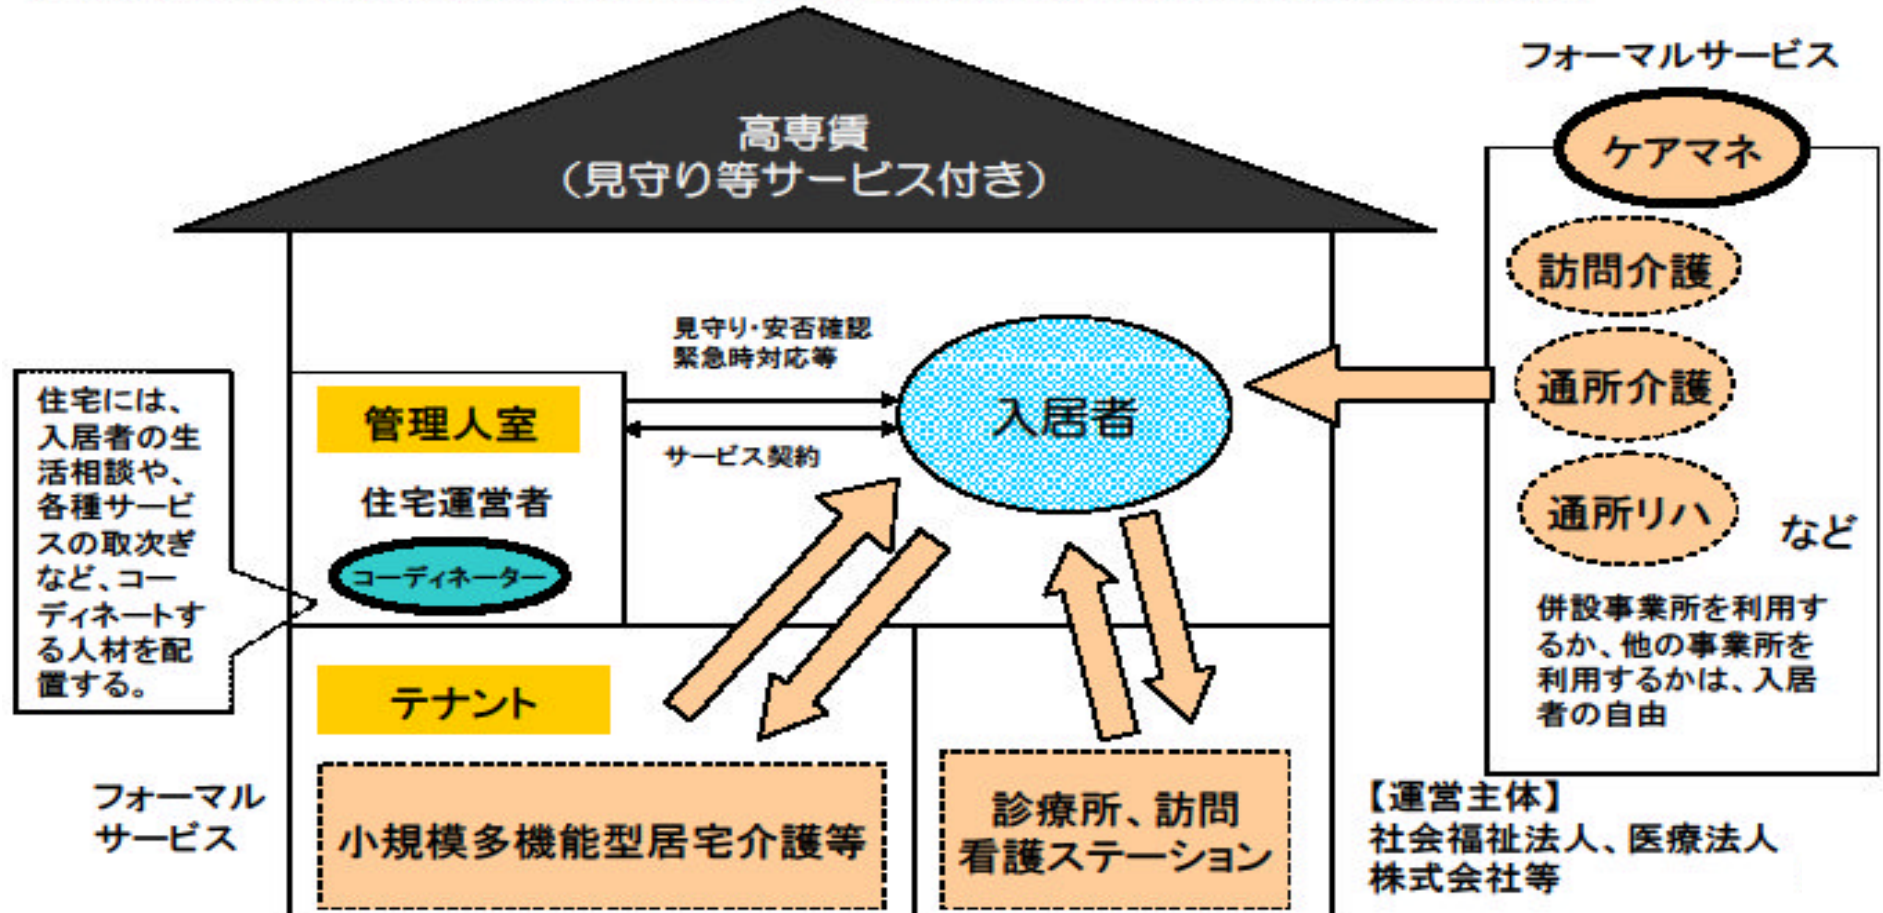 高専賃
（見守り等サービス付き）
フォーマルサービス
ケアマネ
訪問介護
通所介護
通所リハ
など
併設事業所を利用す
るか、他の事業所を
利用するかは、入居
者の自由
見守り・安否確認
緊急時対応等
サービス契約
入居者
管理人室
住宅運営者
コーディネーター
住宅には、
入居者の生
活相談や、
各種サービ
スの取次ぎ
など、コー
ディネートす
る人材を配
置する。
テナント
フォーマル
サービス
小規模多機能型居宅介護等
診療所、訪問
看護ステーション
【運営主体】
社会福祉法人、医療法人
株式会社等